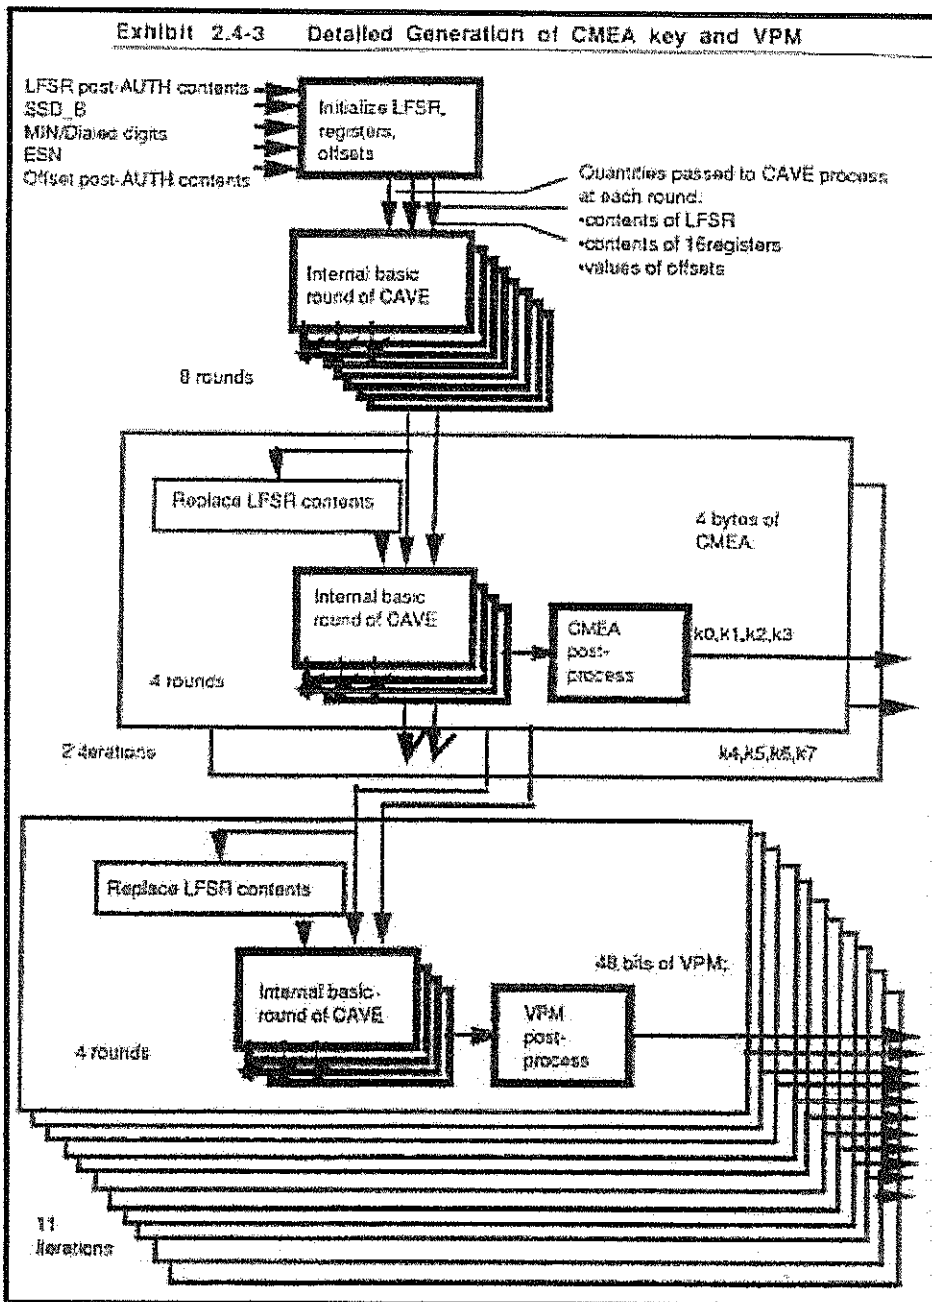 Exhibit 2.4-3 Detailed Generation of CMEA key and VPM
LFSR post-AUTH contents
SSD_B
MIN/Dialed digits
ESN
Offset post-AUTH contents
Initialize LFSR,
registers,
offsets
Quantities passed to CAVE process
at each round:
•contents of LFSR
•contents of 16registers
•values of offsets
Internal basic
round of CAVE
8 rounds
Replace LFSR contents
4 bytes of
CMEA:
Internal basic
round of CAVE
CMEA
post-
process
k0,k1,k2,k3
4 rounds
2 iterations
k4,k5,k6,k7
Replace LFSR contents
48 bits of VPM:
Internal basic
round of CAVE
VPM
post-
process
4 rounds
11
iterations